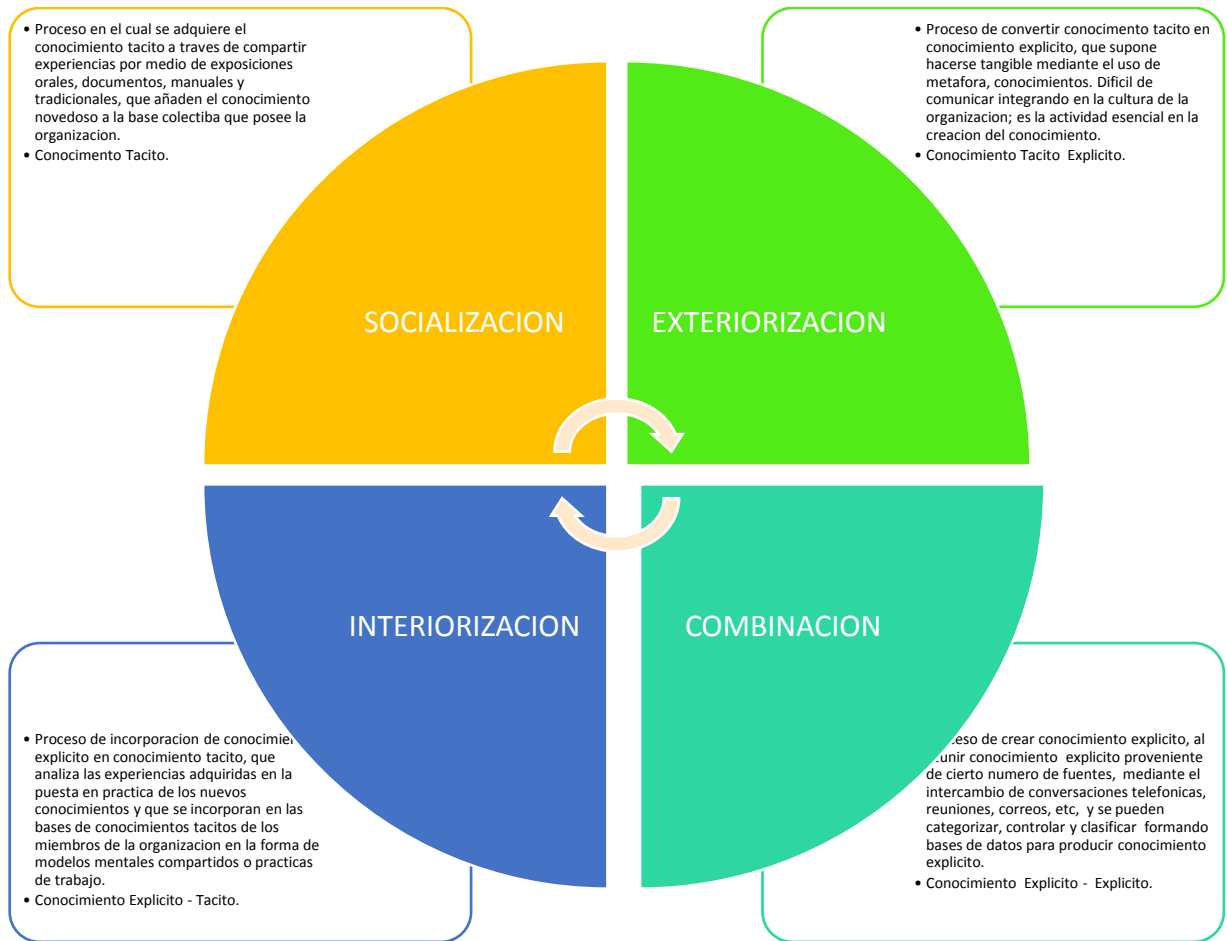 • Proceso en el cual se adquiere el
conocimiento tacito a traves de compartir
experiencias por medio de exposiciones
orales, documentos, manuales y
tradicionales, que añaden el conocimiento
novedoso a la base colectiba que posee la
organizacion.
• Conocimento Tacito.
• Proceso de convertir conocimento tacito en
conocimiento explicito, que supone
hacerse tangible mediante el uso de
metafora, conocimientos. Dificil de
comunicar integrando en la cultura de la
organizacion; es la actividad esencial en la
creacion del conocimiento.
• Conocimiento Tacito Explicito.
SOCIALIZACION
EXTERIORIZACION
INTERIORIZACION
COMBINACION
• Proceso de incorporacion de
explicito en conocimiento tacito, que
analiza las experiencias adquiridas en la
puesta en practica de los nuevos
conocimientos y que se incorporan en las
bases de conocimientos tacitos de los
miembros de la organizacion en la forma de
modelos mentales compartidos o practicas
de trabajo.
• Conocimiento Explicito - Tacito.
de crear conocimiento explicito, al
conocimiento explicito proveniente
de cierto numero de fuentes, mediante el
intercambio de conversaciones telefonicas,
reuniones, correos, etc, y se pueden
categorizar, controlar y clasificar formando
bases de datos para producir conocimiento
explicito.
• Conocimiento Explicito - Explicito.